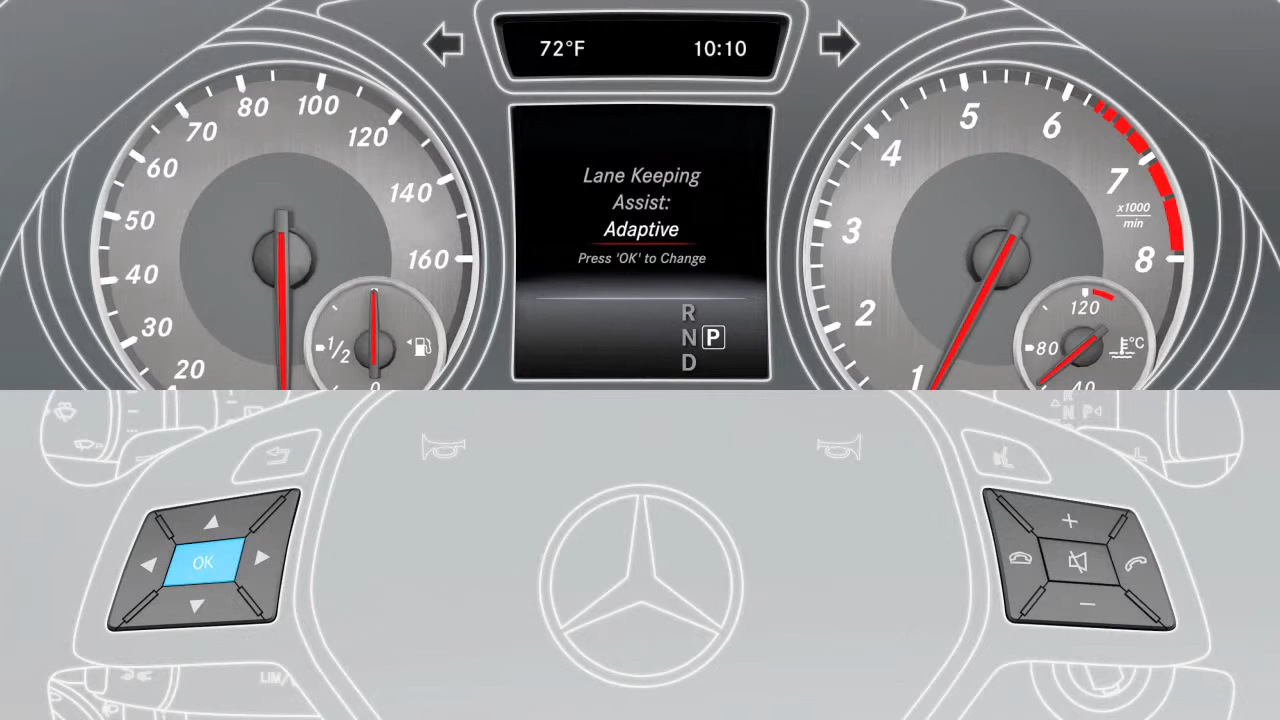 72°F 10:10
80 100
70 120
60 140
50
40 160
30
20
1/2
0
Lane Keeping
Assist:
Adaptive
Press 'OK' to Change
R
N P
D
5 6
4 7
3 x1000
min
2 8
1
120
80 °C
40
R
N P
OK
+
−
LIM/